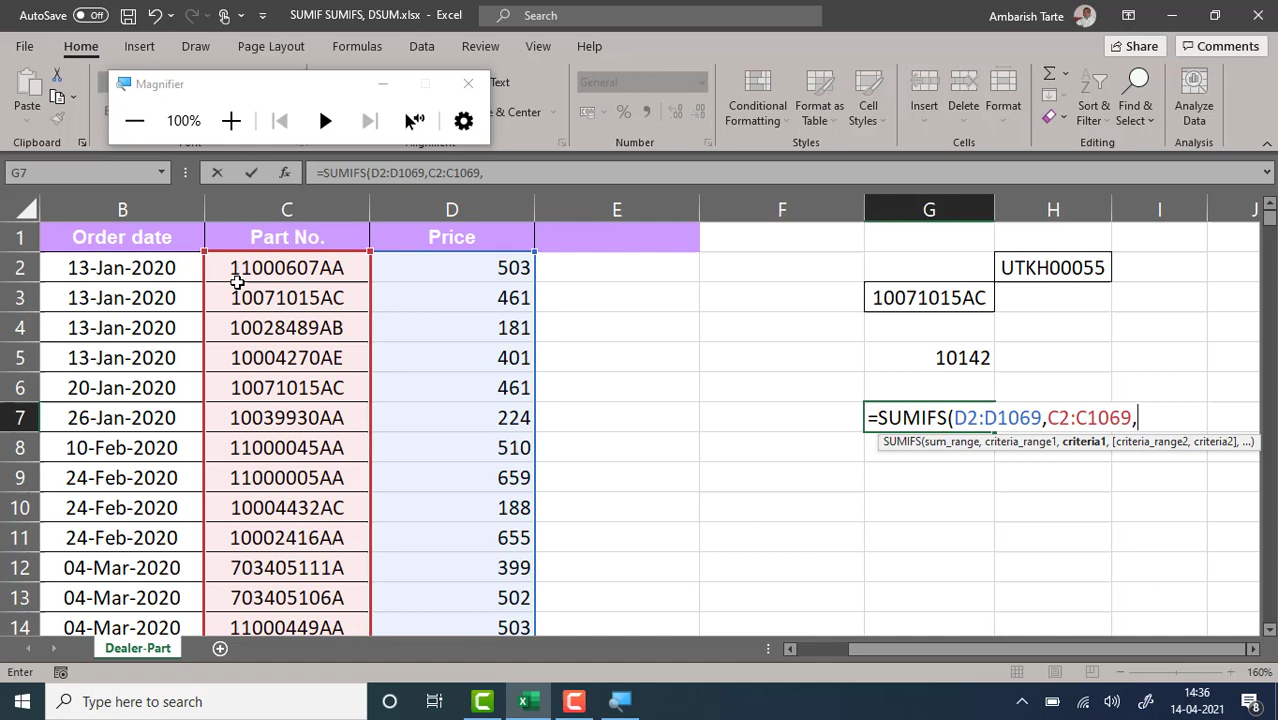 AutoSave Off SUMIF SUMIFS, DSUM.xlsx - Excel Search Ambarish Tarte
File Home Insert Draw Page Layout Formulas Data Review View Help Share Comments
Magnifier
100%
Paste
Text
& Center
General
Conditional Formatting
Format as Table
Cell Styles
Insert
Delete
Format
Sort & Filter
Find & Select
Analyze Data
Clipboard Number Styles Cells Editing Analysis
G7 fx =SUMIFS(D2:D1069,C2:C1069,
B C D E F G H I J
1 Order date Part No. Price
2 13-Jan-2020 11000607AA 503 UTKH00055
3 13-Jan-2020 10071015AC 461 10071015AC
4 13-Jan-2020 10028489AB 181
5 13-Jan-2020 10004270AE 401 10142
6 20-Jan-2020 10071015AC 461
7 26-Jan-2020 10039930AA 224 =SUMIFS(D2:D1069,C2:C1069,
SUMIFS(sum_range, criteria_range1, criteria1, [criteria_range2, criteria2], ...)
8 10-Feb-2020 11000045AA 510
9 24-Feb-2020 11000005AA 659
10 24-Feb-2020 10004432AC 188
11 24-Feb-2020 10002416AA 655
12 04-Mar-2020 703405111A 399
13 04-Mar-2020 703405106A 502
14 04-Mar-2020 11000449AA 503
Dealer-Part
Enter 160%
Type here to search 14:36
14-04-2021 8